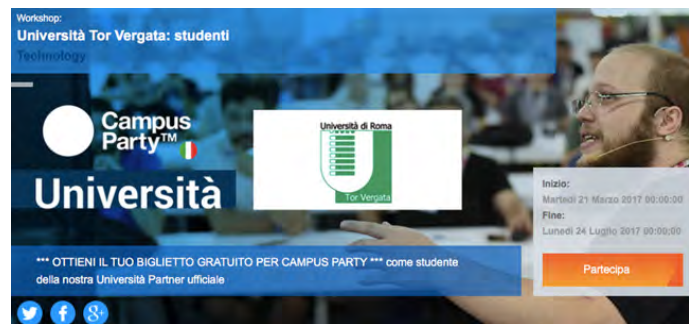 Workshop:
Università Tor Vergata: studenti
Technology
Campus
Party™
Università
Università di Roma
Tor Vergata
Inizio:
Martedì 21 Marzo 2017 00:00:00
Fine:
Lunedì 24 Luglio 2017 00:00:00
Partecipa
*** OTTIENI IL TUO BIGLIETTO GRATUITO PER CAMPUS PARTY *** come studente
della nostra Università Partner ufficiale